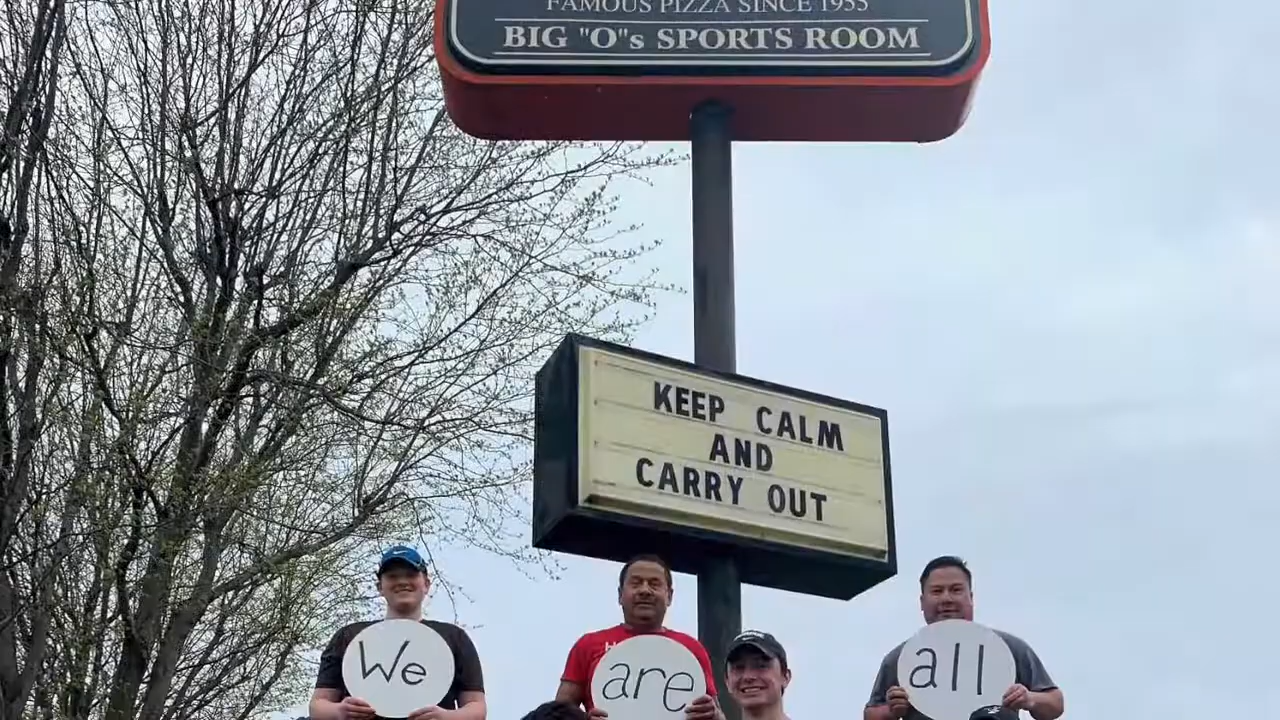 FAMOUS PIZZA SINCE 1955
BIG "O"s SPORTS ROOM
KEEP CALM
AND
CARRY OUT
We are all